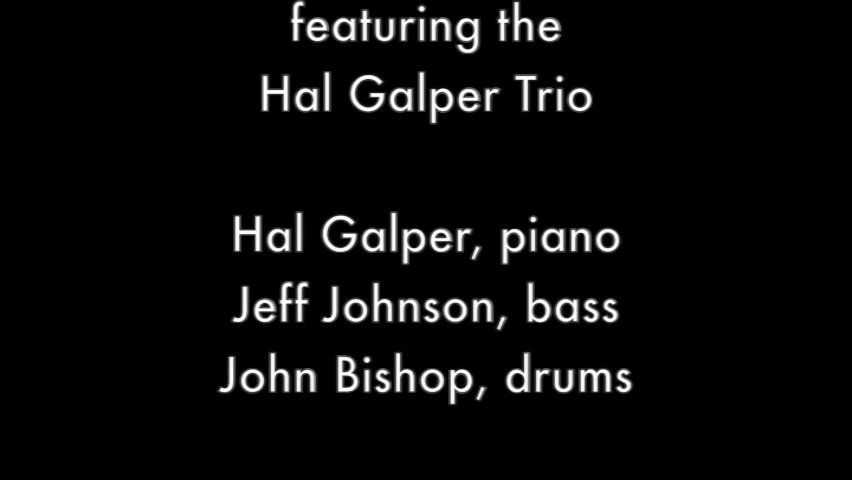 featuring the
Hal Galper Trio
Hal Galper, piano
Jeff Johnson, bass
John Bishop, drums